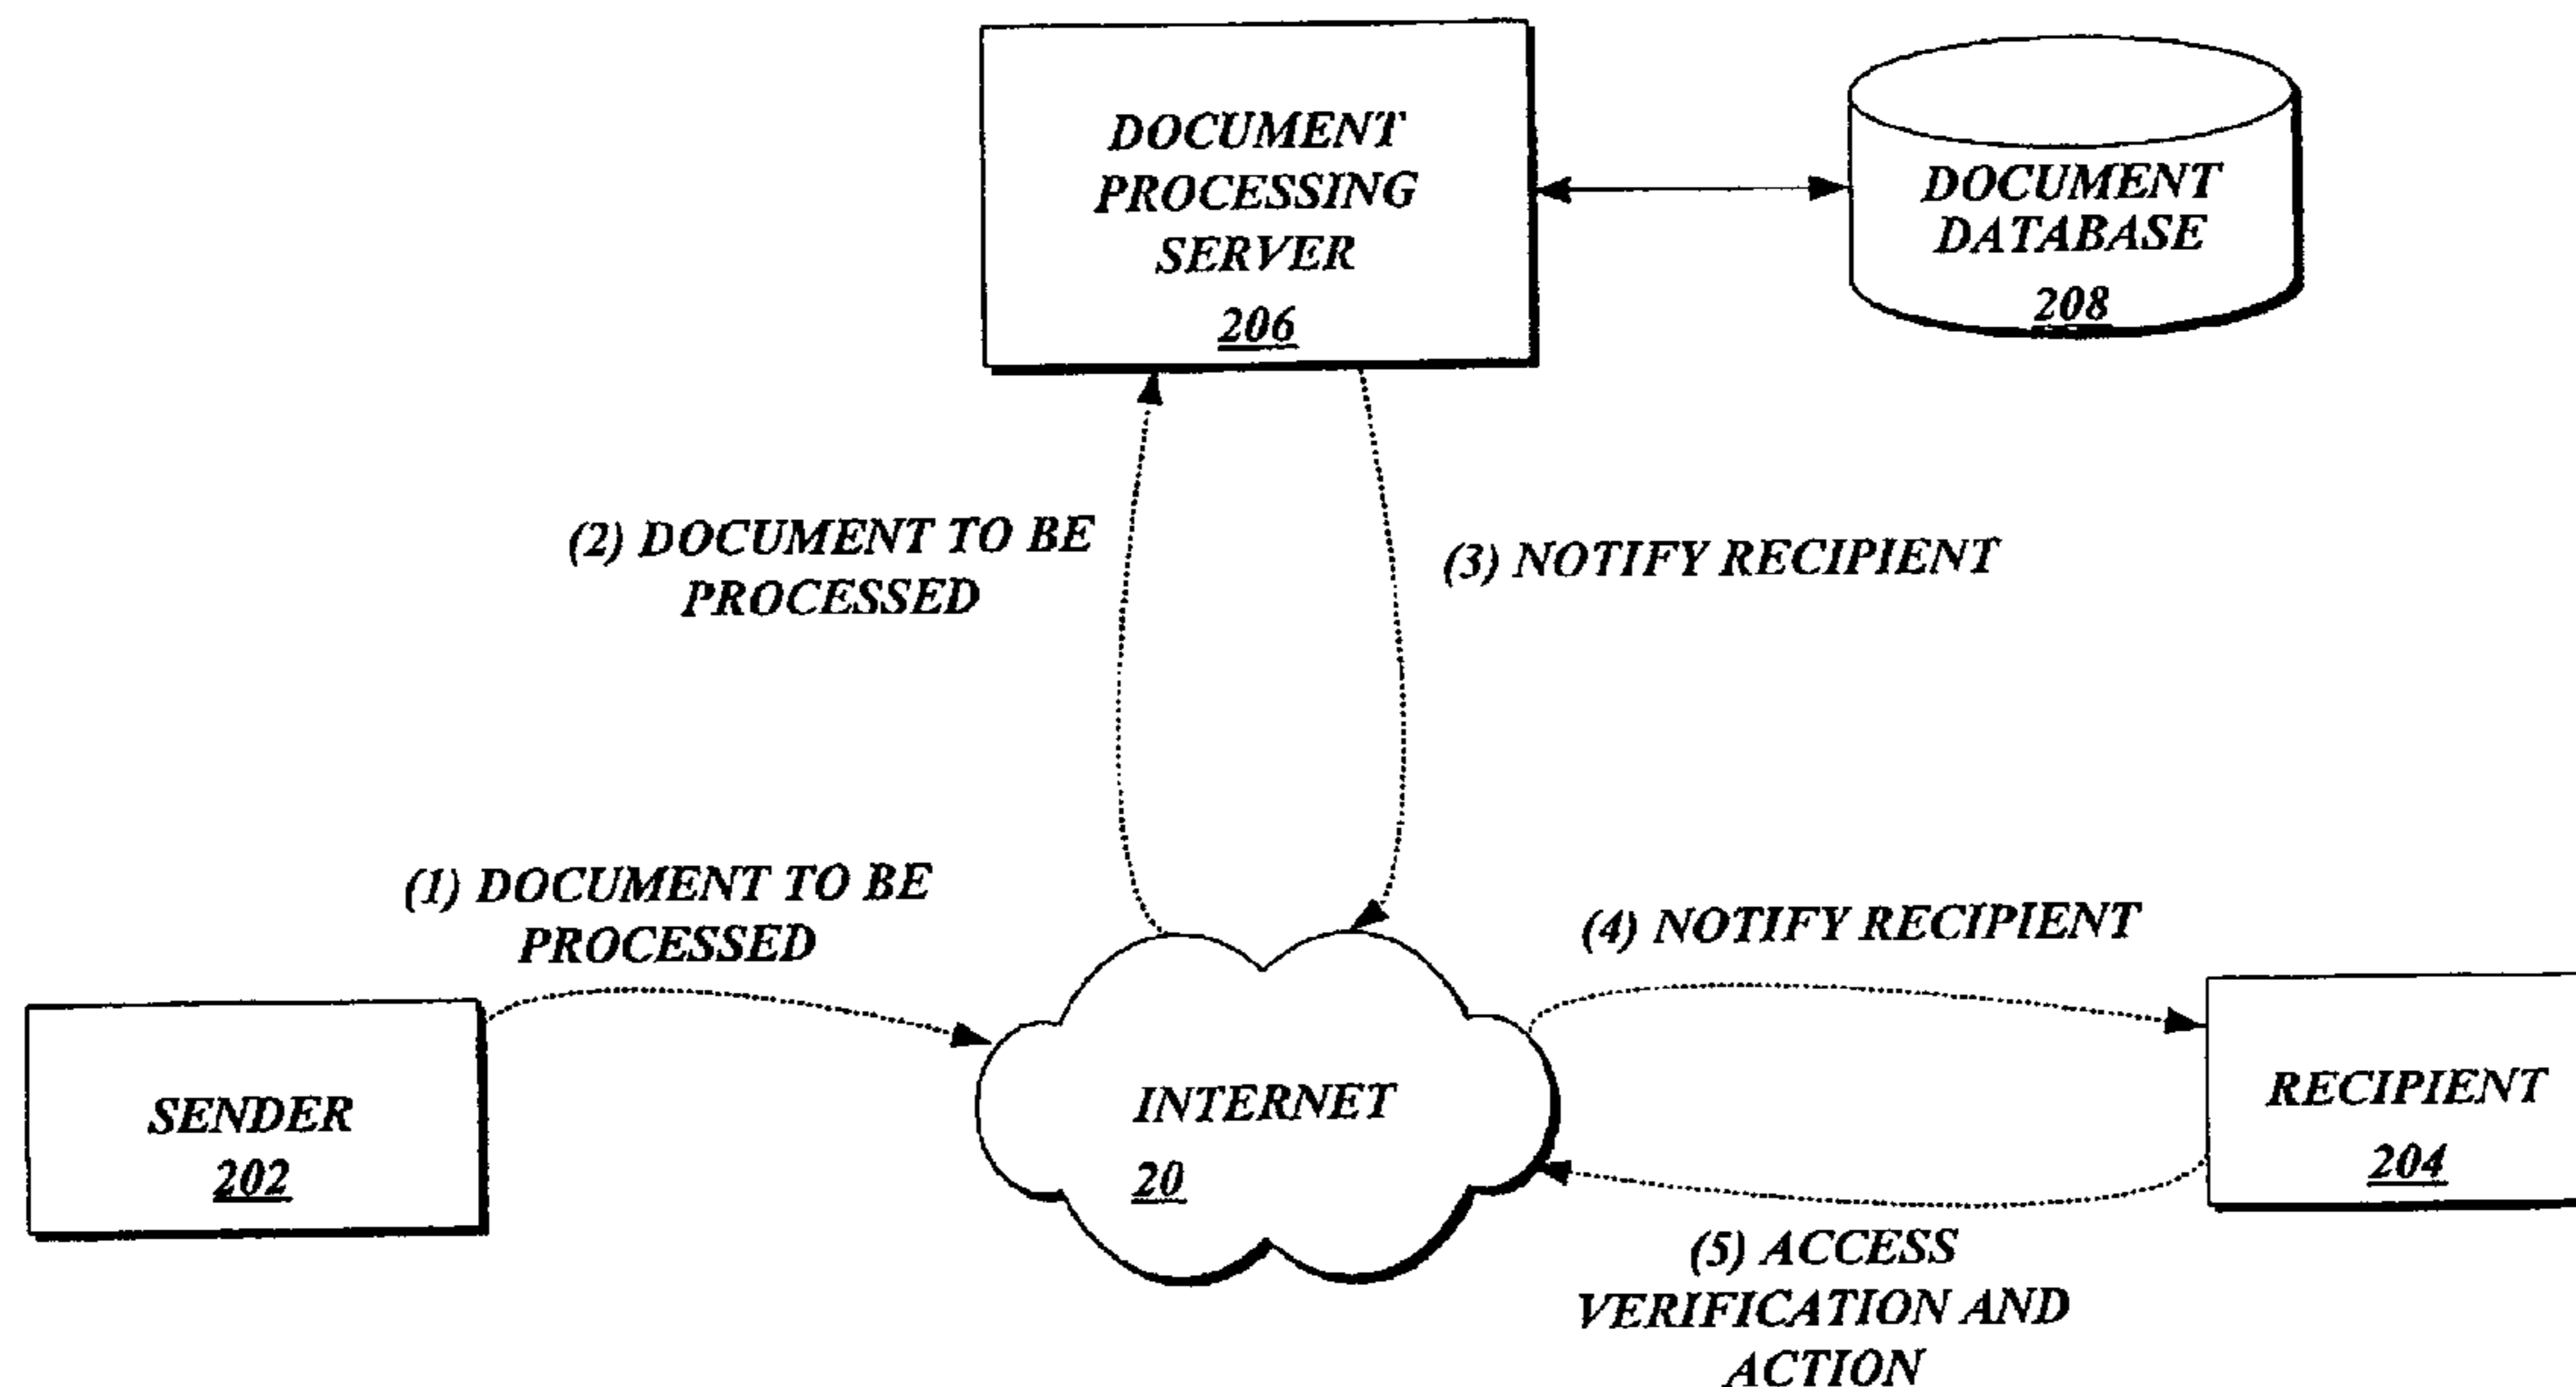 DOCUMENT
PROCESSING
SERVER
206
DOCUMENT
DATABASE
208
(2) DOCUMENT TO BE
PROCESSED
(3) NOTIFY RECIPIENT
(1) DOCUMENT TO BE
PROCESSED
(4) NOTIFY RECIPIENT
SENDER
202
INTERNET
20
RECIPIENT
204
(5) ACCESS
VERIFICATION AND
ACTION